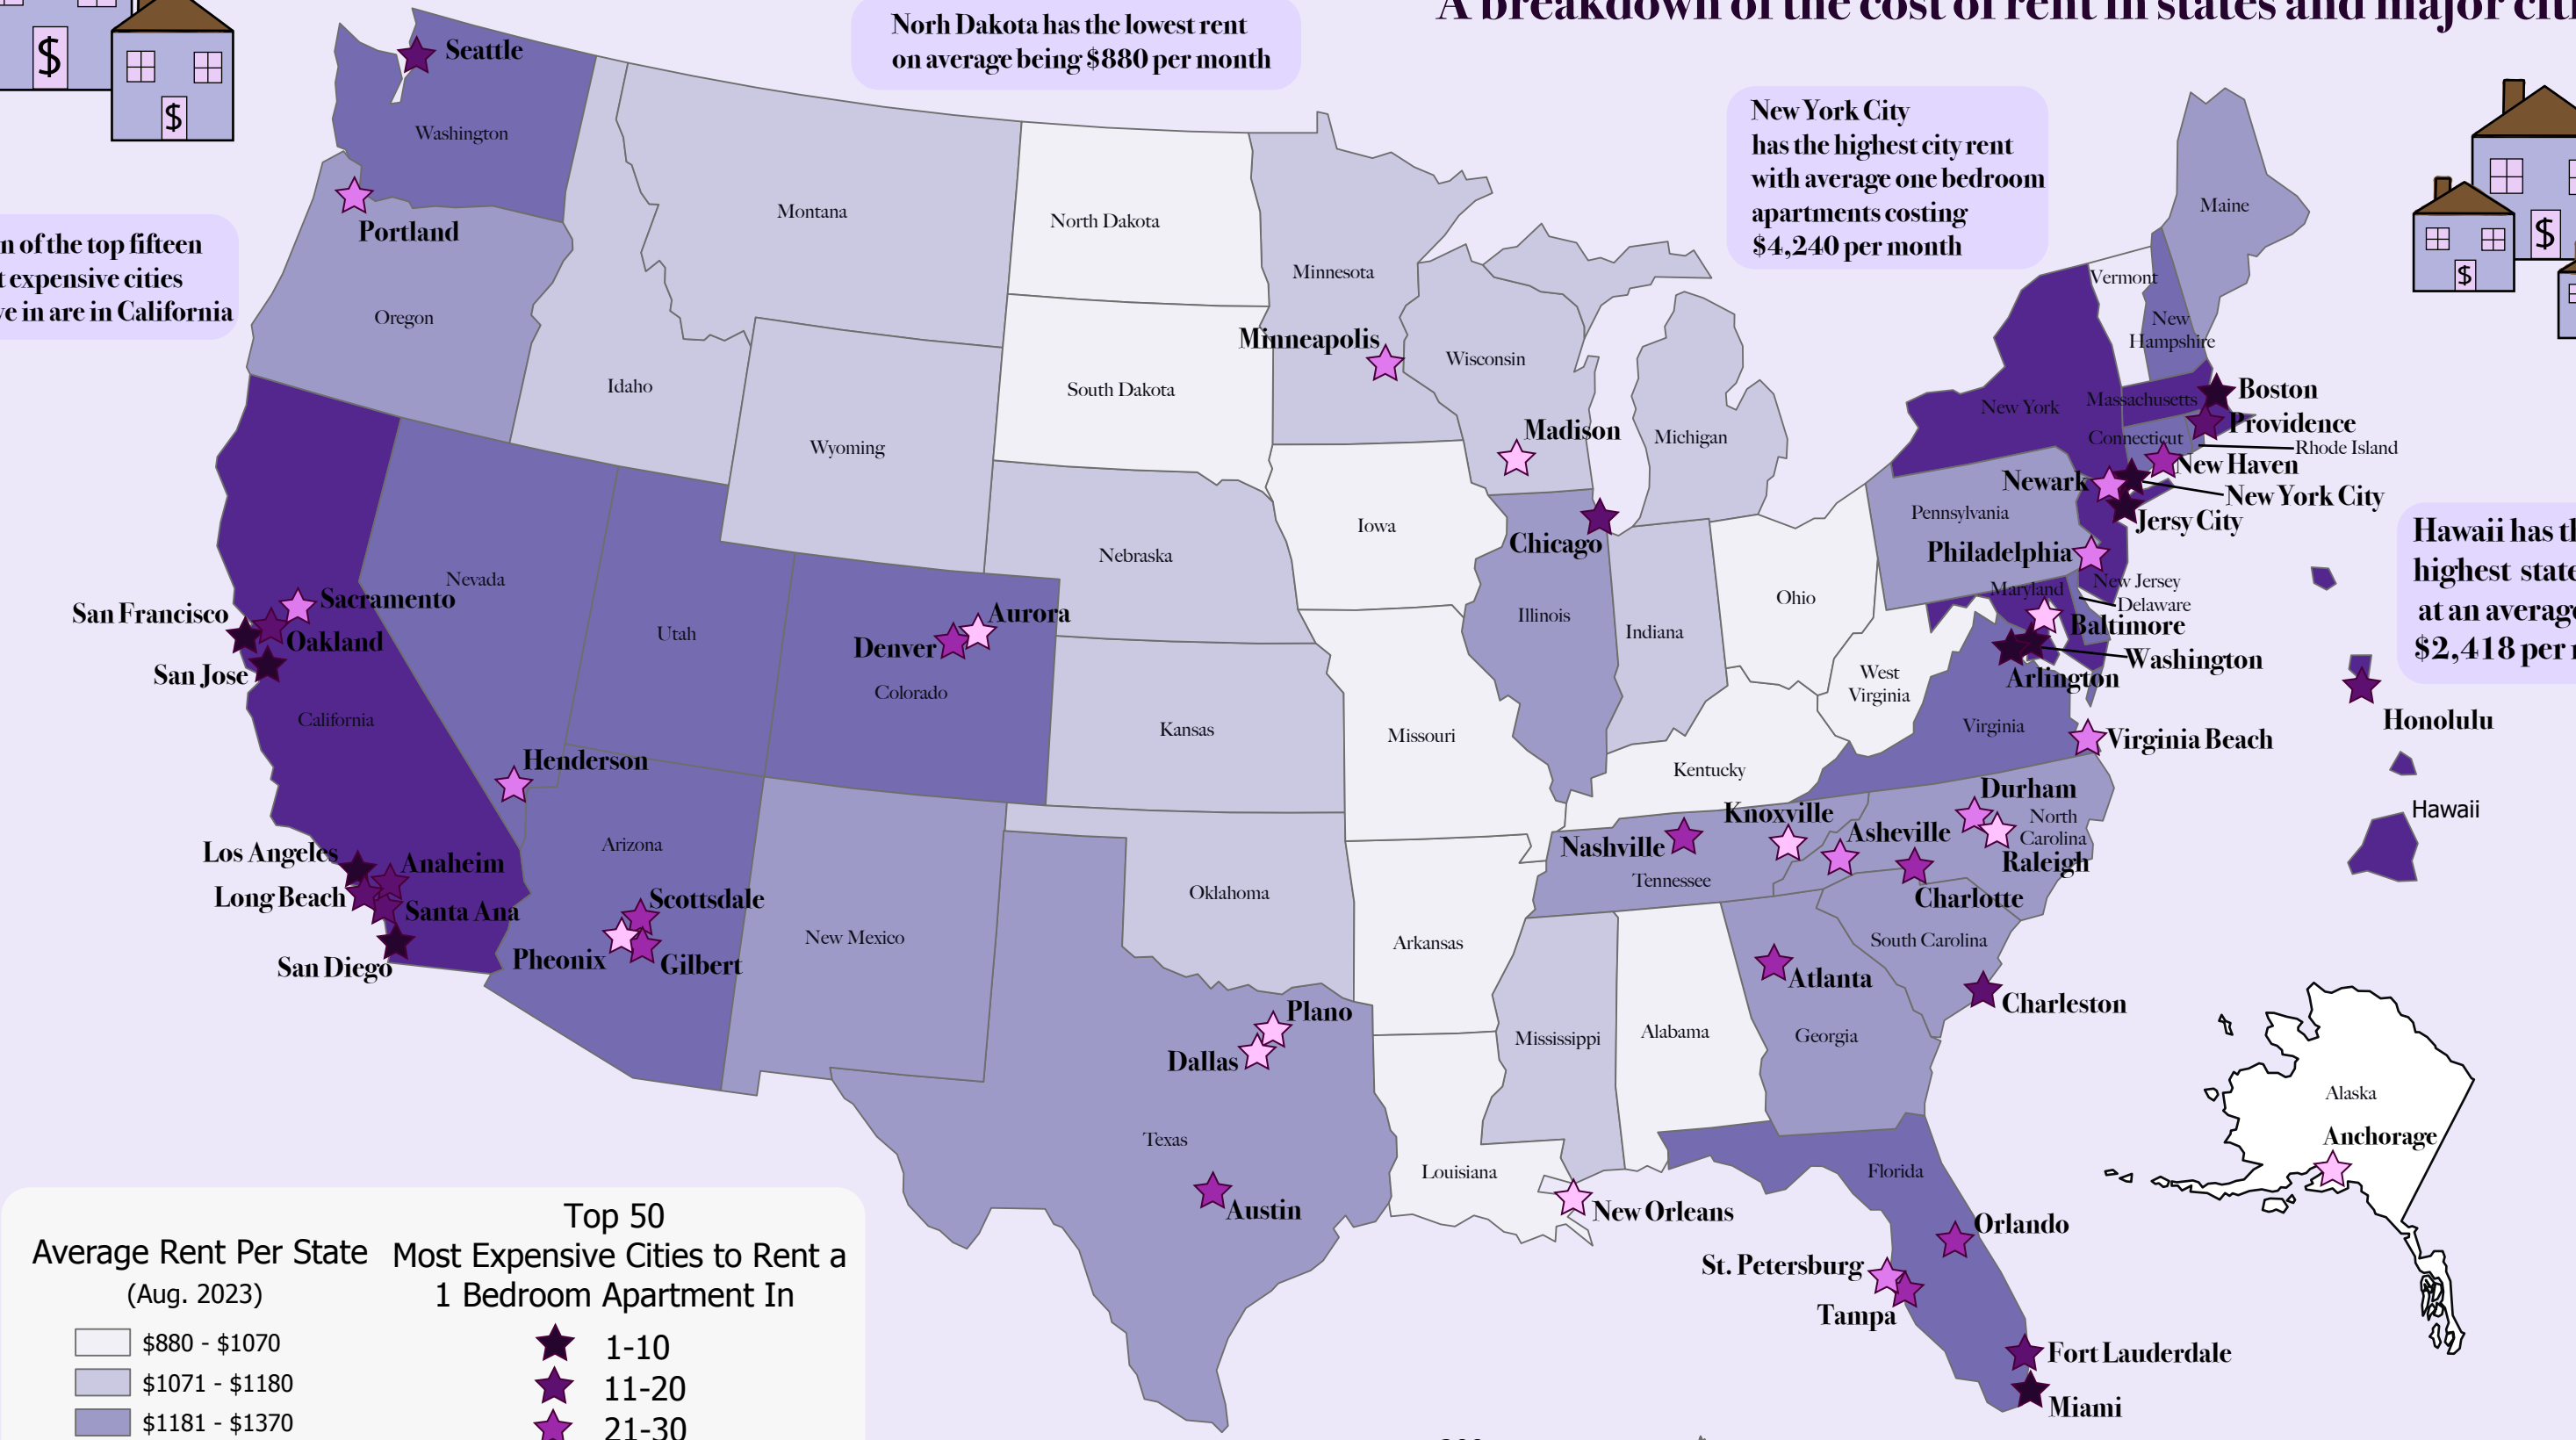 A breakdown of the cost of rent in states and major
Norh Dakota has the lowest rent
on average being $880 per month
New York City
has the highest city rent
with average one bedroom
apartments costing
$4,240 per month
of the top fifteen
expensive cities
in are in California
Hawaii has
highest state
at an average
$2,418 per
$
$
$
$
Seattle
Washington
Portland
Oregon
Idaho
Montana
North Dakota
South Dakota
Wyoming
Minnesota
Minneapolis
Wisconsin
Madison
Michigan
Maine
Vermont
New
Hampshire
New York
Massachusetts
Boston
Providence
Connecticut
Rhode Island
New Haven
Newark
New York City
Jersy City
Pennsylvania
Philadelphia
New Jersey
Maryland
Delaware
Baltimore
Washington
Arlington
Virginia
Virginia Beach
West
Virginia
Ohio
Indiana
Illinois
Chicago
Iowa
Nebraska
Nevada
Utah
Aurora
Denver
Colorado
Kansas
Missouri
Kentucky
San Francisco
Sacramento
Oakland
San Jose
California
Henderson
Los Angeles
Anaheim
Long Beach
Santa Ana
San Diego
Arizona
Scottsdale
Pheonix
Gilbert
New Mexico
Oklahoma
Arkansas
Knoxville
Nashville
Tennessee
Asheville
Durham
North
Carolina
Raleigh
Charlotte
South Carolina
Charleston
Atlanta
Georgia
Alabama
Mississippi
Plano
Dallas
Texas
Austin
Louisiana
New Orleans
Florida
Orlando
St. Petersburg
Tampa
Fort Lauderdale
Miami
Honolulu
Hawaii
Alaska
Anchorage
Average Rent Per State
(Aug. 2023)
$880 - $1070
$1071 - $1180
$1181 - $1370
Top 50
Most Expensive Cities to Rent a
1 Bedroom Apartment In
1-10
11-20
21-30